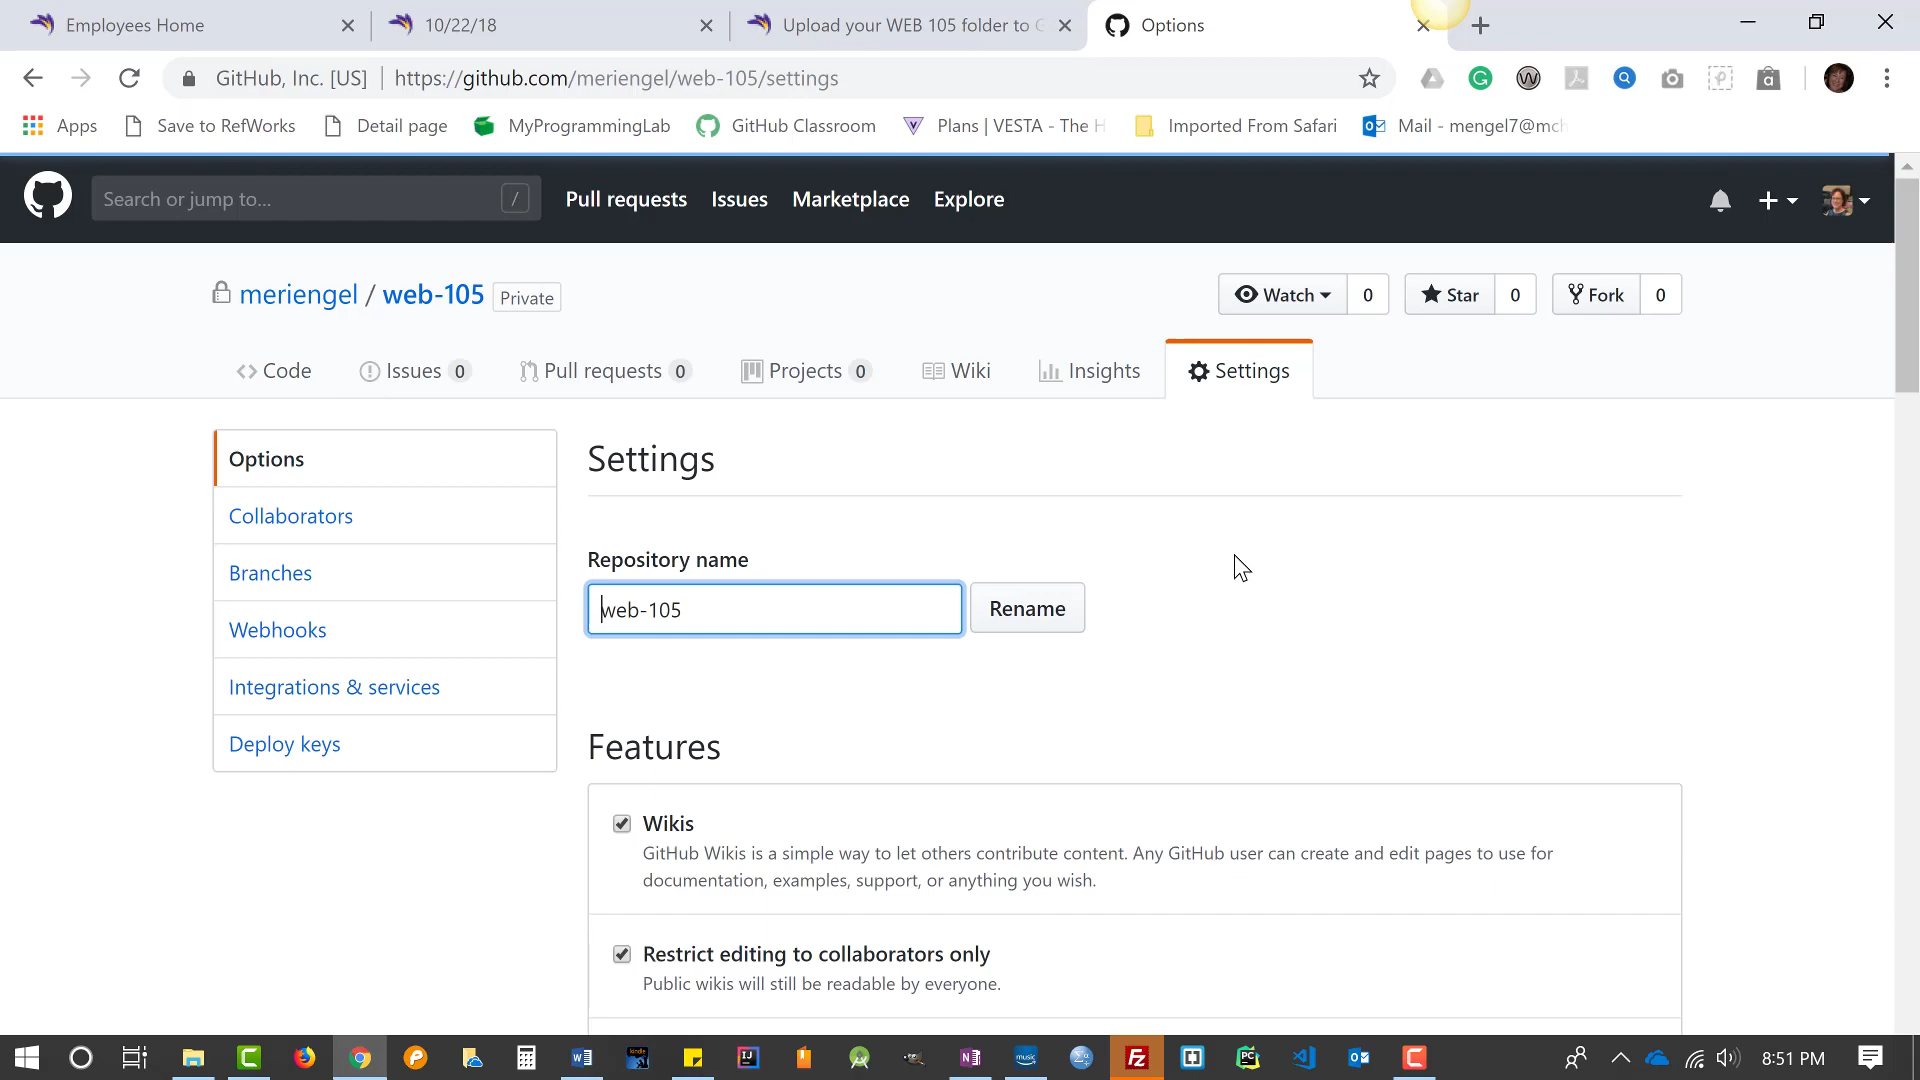 Employees Home
10/22/18
Upload your WEB 105 folder to G
Options
GitHub, Inc. [US] | https://github.com/meriengel/web-105/settings
Apps
Save to RefWorks
Detail page
MyProgrammingLab
GitHub Classroom
Plans | VESTA - The H
Imported From Safari
Mail - mengel7@mch
Search or jump to...
/
Pull requests
Issues
Marketplace
Explore
meriengel / web-105 Private
Watch 0
Star 0
Fork 0
Code
Issues 0
Pull requests 0
Projects 0
Wiki
Insights
Settings
Options
Collaborators
Branches
Webhooks
Integrations & services
Deploy keys
Settings
Repository name
web-105
Rename
Features
Wikis
GitHub Wikis is a simple way to let others contribute content. Any GitHub user can create and edit pages to use for
documentation, examples, support, or anything you wish.
Restrict editing to collaborators only
Public wikis will still be readable by everyone.
8:51 PM